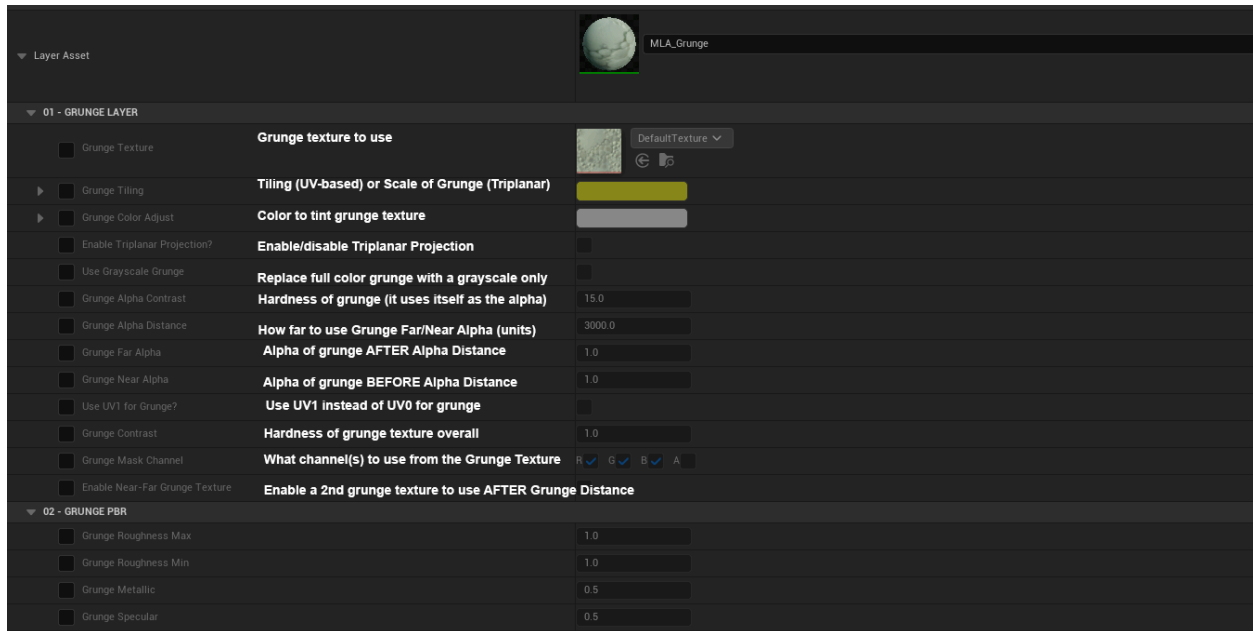 Layer Asset
MLA_Grunge
01 - GRUNGE LAYER
Grunge Texture Grunge texture to use DefaultTexture
Grunge Tiling Tiling (UV-based) or Scale of Grunge (Triplanar)
Grunge Color Adjust Color to tint grunge texture
Enable Triplanar Projection? Enable/disable Triplanar Projection
Use Grayscale Grunge Replace full color grunge with a grayscale only
Grunge Alpha Contrast Hardness of grunge (it uses itself as the alpha) 15.0
Grunge Alpha Distance How far to use Grunge Far/Near Alpha (units) 3000.0
Grunge Far Alpha Alpha of grunge AFTER Alpha Distance 1.0
Grunge Near Alpha Alpha of grunge BEFORE Alpha Distance 1.0
Use UV1 for Grunge? Use UV1 instead of UV0 for grunge
Grunge Contrast Hardness of grunge texture overall 1.0
Grunge Mask Channel What channel(s) to use from the Grunge Texture R G B A
Enable Near-Far Grunge Texture Enable a 2nd grunge texture to use AFTER Grunge Distance
02 - GRUNGE PBR
Grunge Roughness Max 1.0
Grunge Roughness Min 1.0
Grunge Metallic 0.5
Grunge Specular 0.5